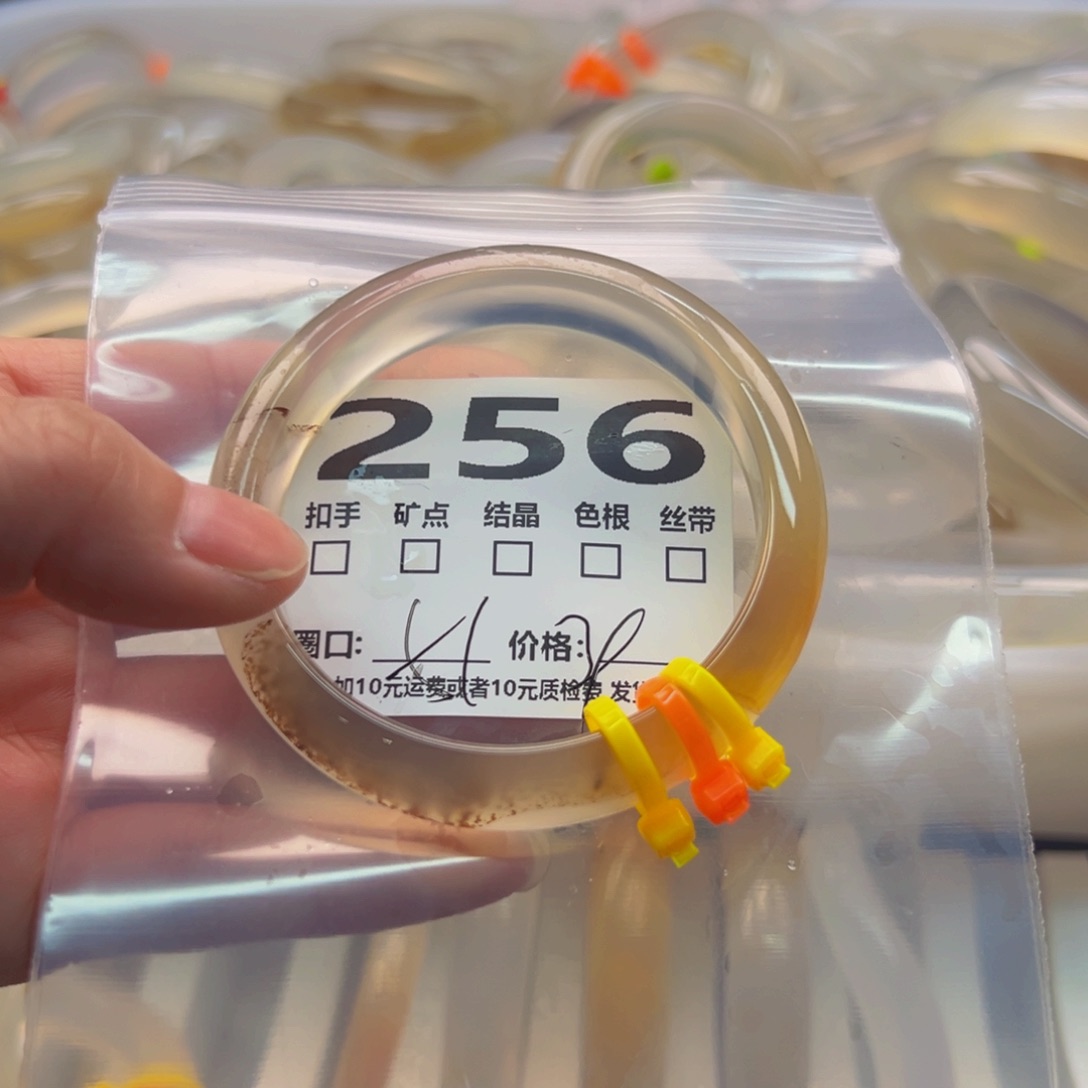 256
扣手 矿点 结晶 色根 丝带
□ □ □ □ □
圈口: 价格:
加10元运费或者10元质检费 发